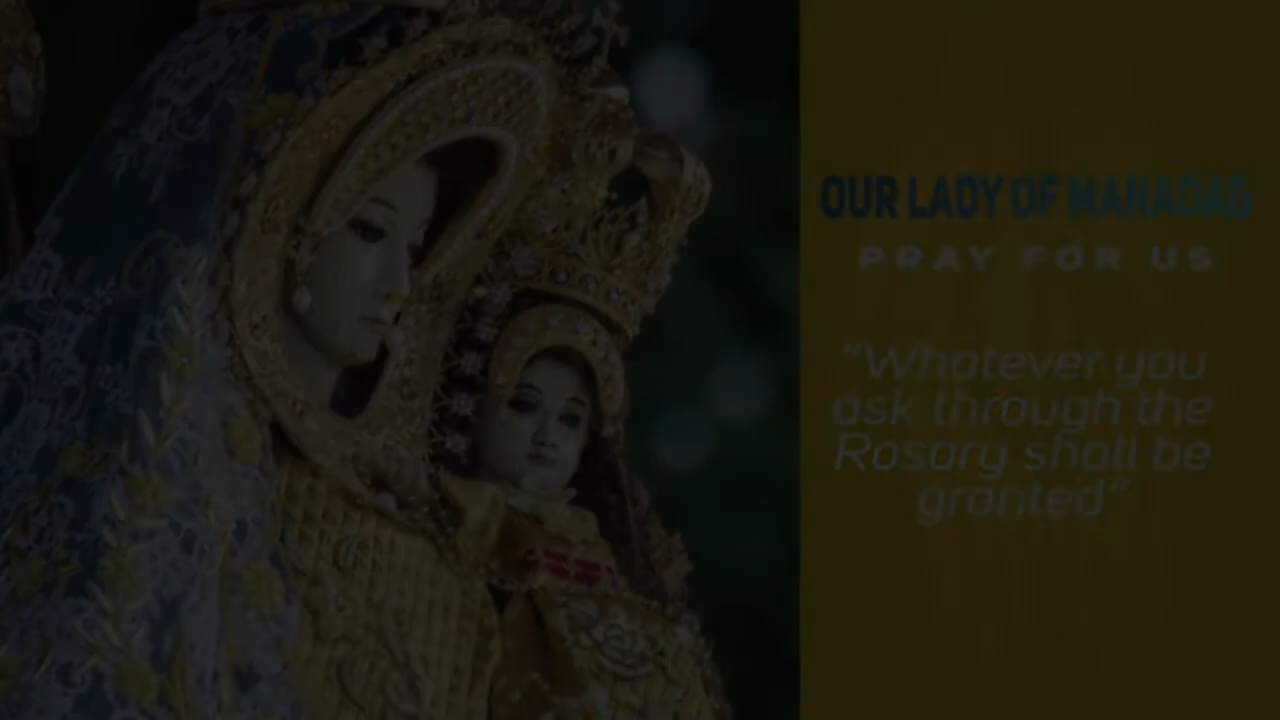 OUR LADY OF MANAOAG
PRAY FOR US
“Whatever you
ask through the
Rosary shall be
granted”